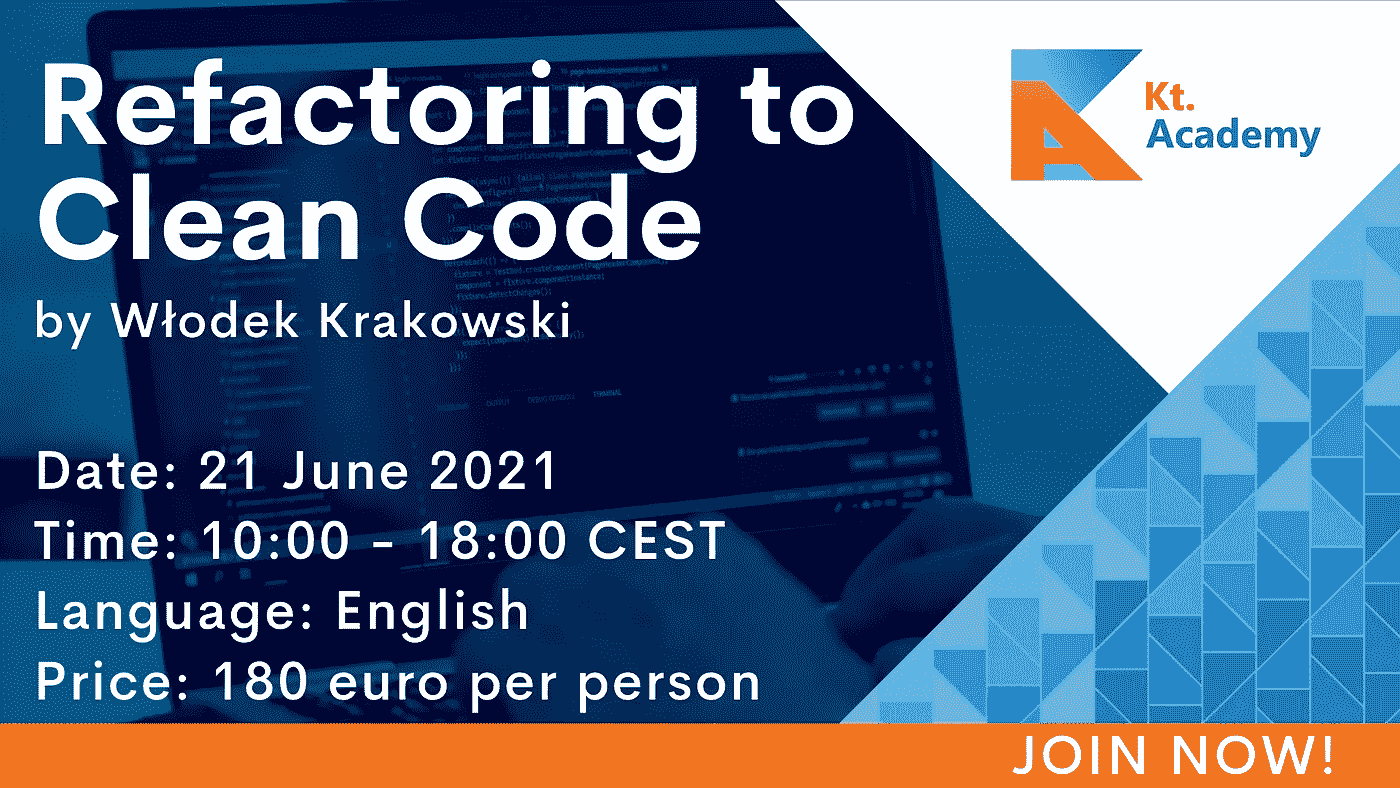 Refactoring to
Clean Code
by Włodek Krakowski
Kt.
Academy
Date: 21 June 2021
Time: 10:00 - 18:00 CEST
Language: English
Price: 180 euro per person
JOIN NOW!